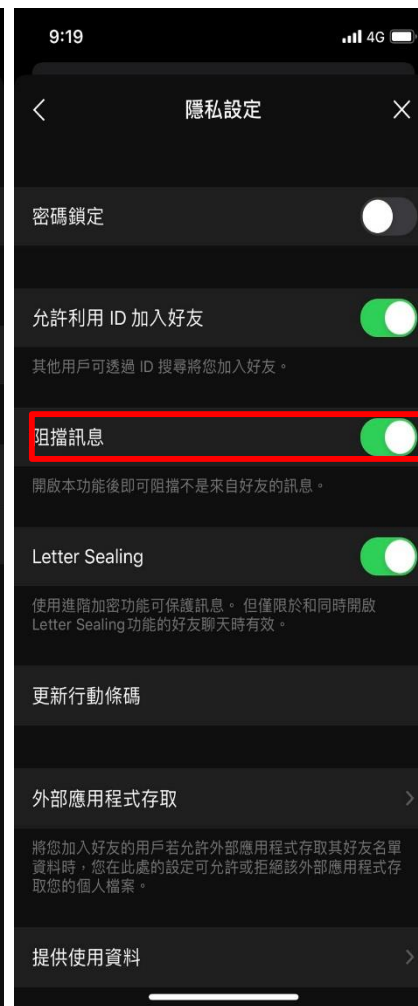 9:19
4G
隱私設定
密碼鎖定
允許利用 ID 加入好友
其他用戶可透過 ID 搜尋將您加入好友。
阻擋訊息
開啟本功能後即可阻擋不是來自好友的訊息。
Letter Sealing
使用進階加密功能可保護訊息。 但僅限於和同時開啟
Letter Sealing功能的好友聊天時有效。
更新行動條碼
外部應用程式存取
將您加入好友的用戶若允許外部應用程式存取其好友名單
資料時，您在此處的設定可允許或拒絕該外部應用程式存
取您的個人檔案。
提供使用資料